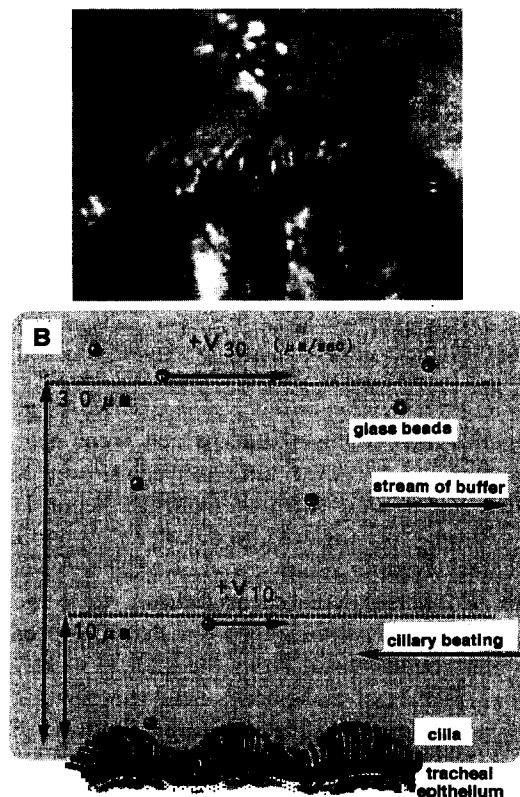 B
+V30 (μm/sec)
30 μm
glass beads
stream of buffer
+V10
10 μm
ciliary beating
cilia
tracheal
epithelium